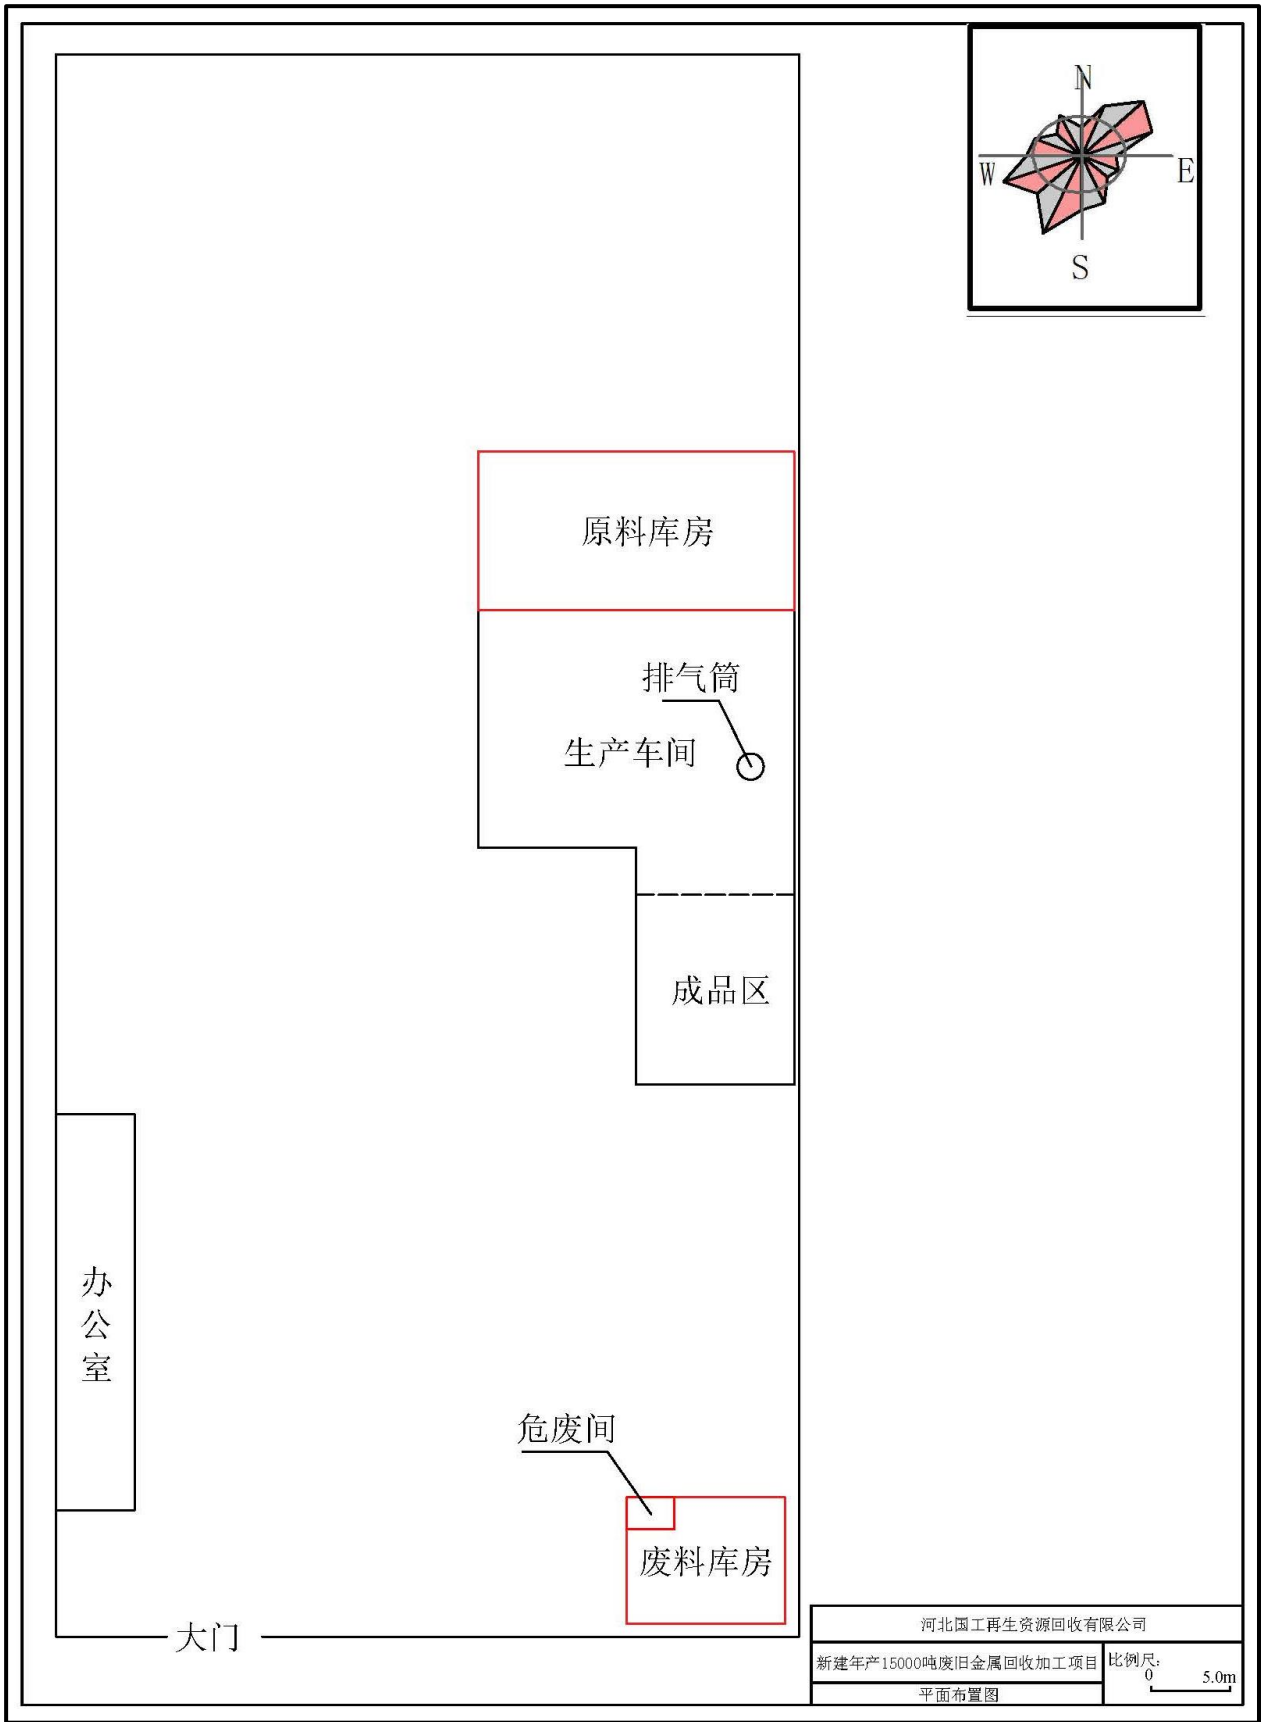 N
W
E
S
原料库房
排气筒
生产车间
成品区
办
公
室
危废间
废料库房
大门
河北国工再生资源回收有限公司
新建年产15000吨废旧金属回收加工项目
平面布置图
比例尺:
0 5.0m